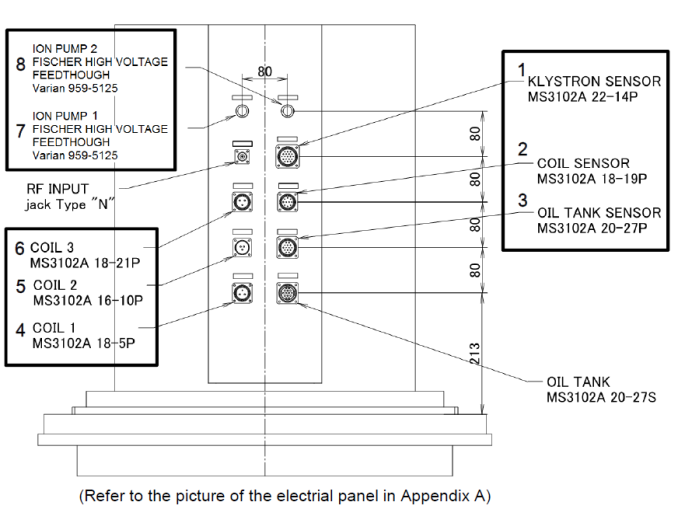 ION PUMP 2
8 FISCHER HIGH VOLTAGE
FEEDTHOUGH
Varian 959-5125
ION PUMP 1
7 FISCHER HIGH VOLTAGE
FEEDTHOUGH
Varian 959-5125
RF INPUT
jack Type "N"
6 COIL 3
MS3102A 18-21P
5 COIL 2
MS3102A 16-10P
4 COIL 1
MS3102A 18-5P
80
80
80
80
80
213
1
KLYSTRON SENSOR
MS3102A 22-14P
2
COIL SENSOR
MS3102A 18-19P
3
OIL TANK SENSOR
MS3102A 20-27P
OIL TANK
MS3102A 20-27S
(Refer to the picture of the electrial panel in Appendix A)